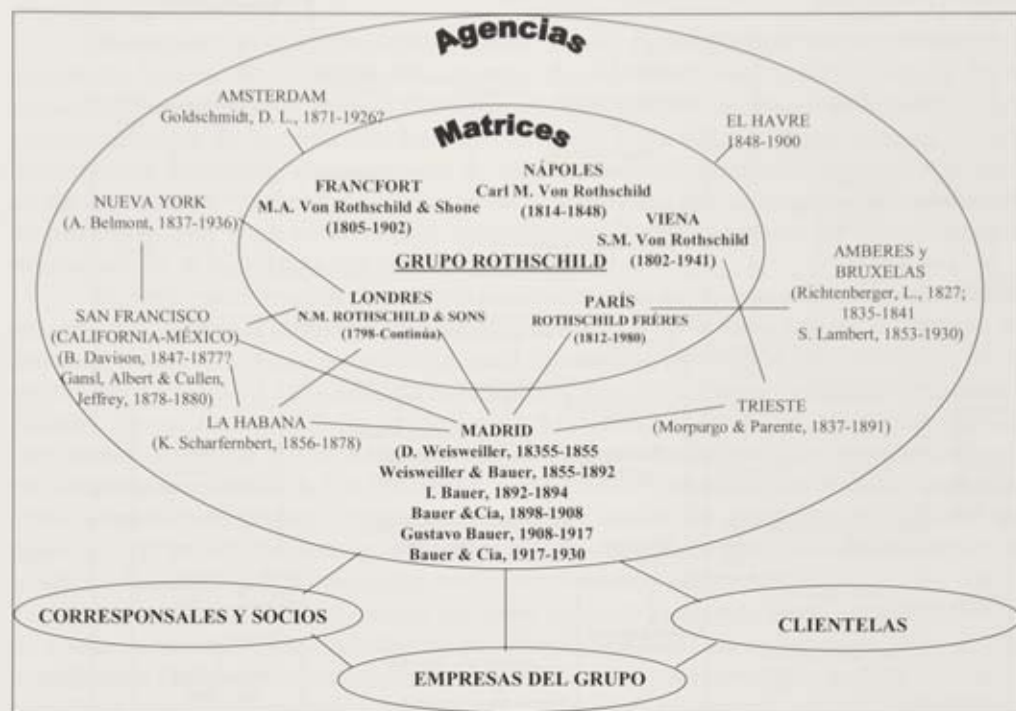 Agencias
AMSTERDAM
Goldschmidt, D. L., 1871-1926?
EL HAVRE
1848-1900
Matrices
NÁPOLES
Carl M. Von Rothschild
(1814-1848)
FRANCFORT
M.A. Von Rothschild & Shone
(1805-1902)
NUEVA YORK
(A. Belmont, 1837-1936)
VIENA
S.M. Von Rothschild
(1802-1941)
GRUPO ROTHSCHILD
AMBERES y
BRUXELAS
(Richtenberger, L., 1827;
1835-1841
S. Lambert, 1853-1930)
LONDRES
N.M. ROTHSCHILD & SONS
(1798-Continúa)
PARÍS
ROTHSCHILD FRÉRES
(1812-1980)
SAN FRANCISCO
(CALIFORNIA-MÉXICO)
(B. Davison, 1847-1877?
Gansl, Albert & Cullen,
Jeffrey, 1878-1880)
LA HABANA
(K. Scharfernbert, 1856-1878)
TRIESTE
(Morpurgo & Parente, 1837-1891)
MADRID
(D. Weisweiller, 18355-1855
Weisweiller & Bauer, 1855-1892
I. Bauer, 1892-1894
Bauer &Cia, 1898-1908
Gustavo Bauer, 1908-1917
Bauer & Cia, 1917-1930
CORRESPONSALES Y SOCIOS
CLIENTELAS
EMPRESAS DEL GRUPO